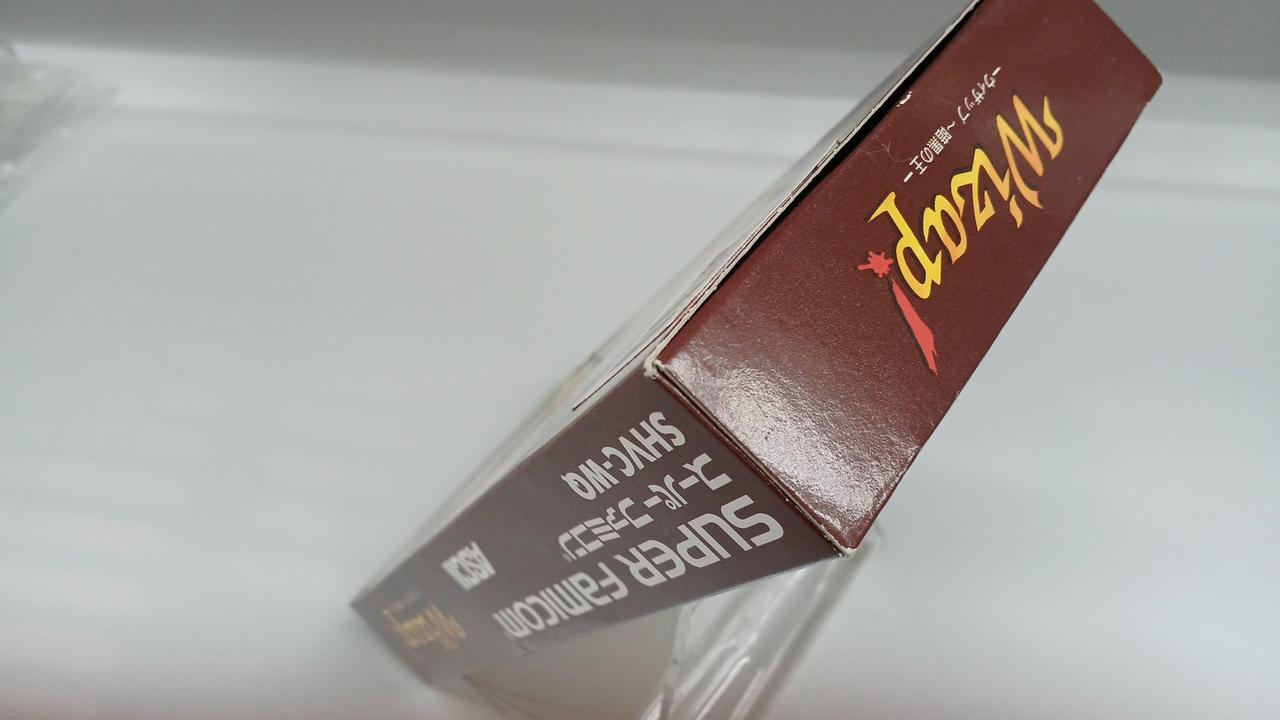 Wizap!
ーウィザップ〜暗黒の王ー
SUPER FAMICOM
スーパーファミコン
SHVC-WQ
ASCII
Wizap!